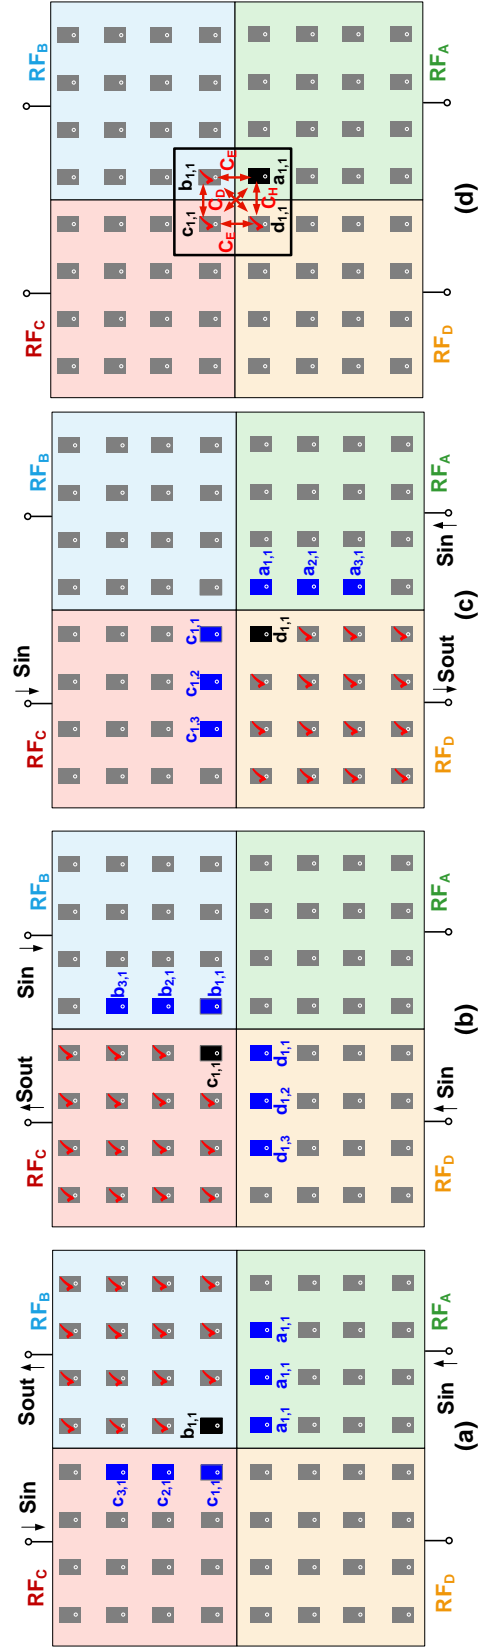 RFC Sin Sout RFB
c3,1
c2,1
c1,1 b1,1
a1,1 a1,1 a1,1
RFD Sin RFA
(a)
RFC Sout Sin RFB
b3,1
b2,1
c1,1 b1,1
d1,3 d1,2 d1,1
RFD Sin RFA
(b)
RFC Sin RFB
c1,3 c1,2 c1,1
d1,1 a1,1
a2,1
a3,1
RFD Sout Sin RFA
(c)
RFC RFB
c1,1 b1,1
CE CD CE
CH
d1,1 a1,1
RFD RFA
(d)